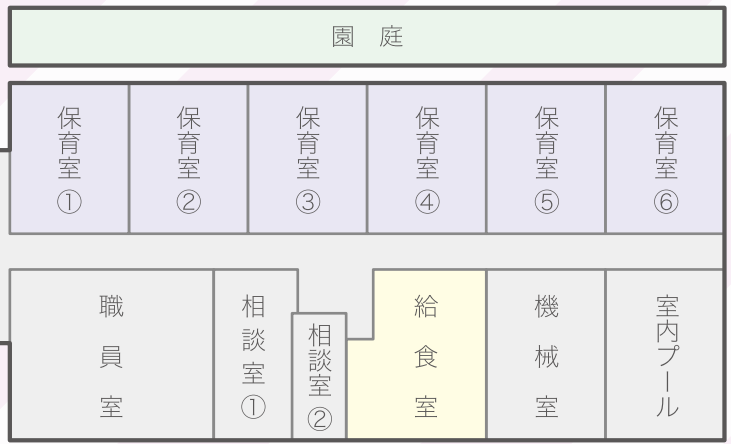 園庭
保育室①
保育室②
保育室③
保育室④
保育室⑤
保育室⑥
職員室
相談室①
相談室②
給食室
機械室
室内プール